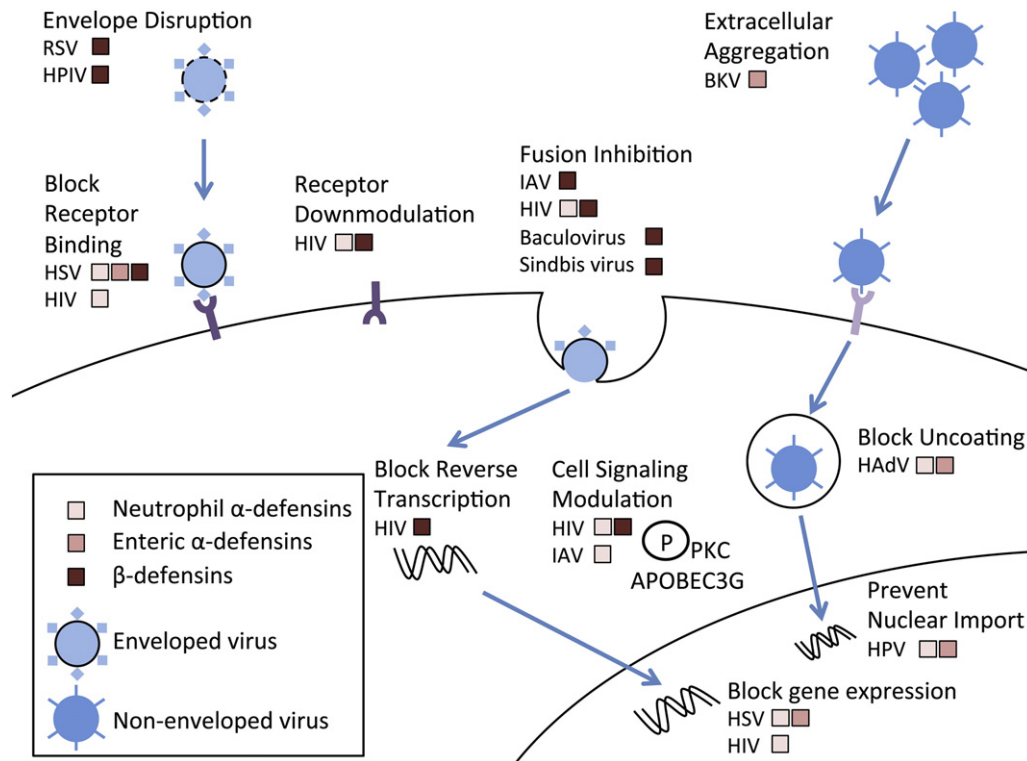 Envelope Disruption
RSV
HPIV
Extracellular
Aggregation
BKV
Block
Receptor
Binding
HSV
HIV
Receptor
Downmodulation
HIV
Fusion Inhibition
IAV
HIV
Baculovirus
Sindbis virus
Block Uncoating
HAdV
Block Reverse
Transcription
HIV
Cell Signaling
Modulation
HIV
IAV
P
PKC
APOBEC3G
Prevent
Nuclear Import
HPV
Block gene expression
HSV
HIV
Neutrophil α-defensins
Enteric α-defensins
β-defensins
Enveloped virus
Non-enveloped virus